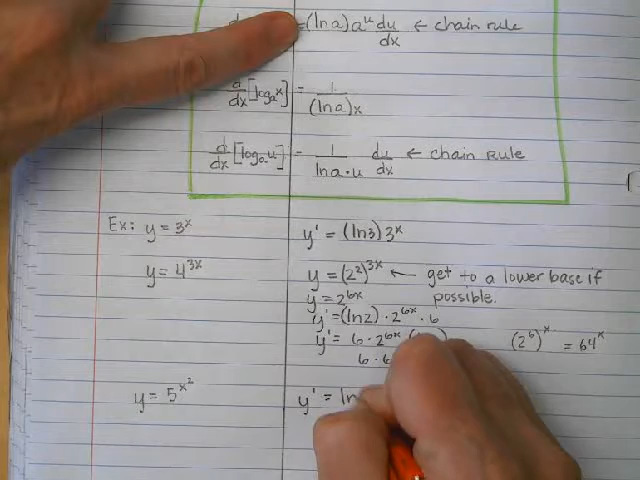 = (ln a) a^u du/dx ← chain rule
d/dx [log_a x] = 1/((ln a)x)
d/dx [log_a u] = 1/(ln a · u) du/dx ← chain Rule
Ex: y = 3^x y' = (ln 3) 3^x
y = 4^{3x} y = (2^2)^{3x} ← get to a lower base if
y = 2^{6x} possible.
y' = (ln 2) · 2^{6x} · 6
y' = 6 · 2^{6x} (2^6)^x = 64^x
6 ·
y = 5^{x^2} y' = ln